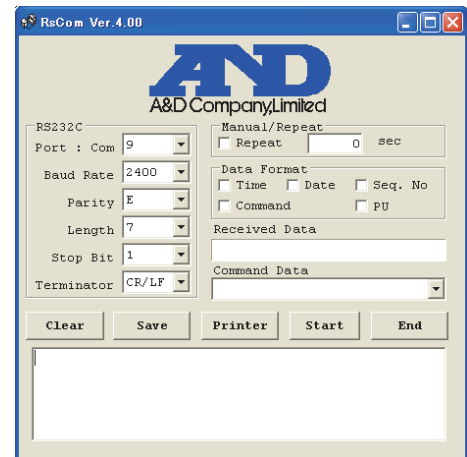 RsCom Ver.4.00
AND
A&D Company,Limited
RS232C
Port : Com 9
Baud Rate 2400
Parity E
Length 7
Stop Bit 1
Terminator CR/LF
Manual/Repeat
Repeat 0 sec
Data Format
Time Date Seq. No
Command PU
Received Data
Command Data
Clear Save Printer Start End